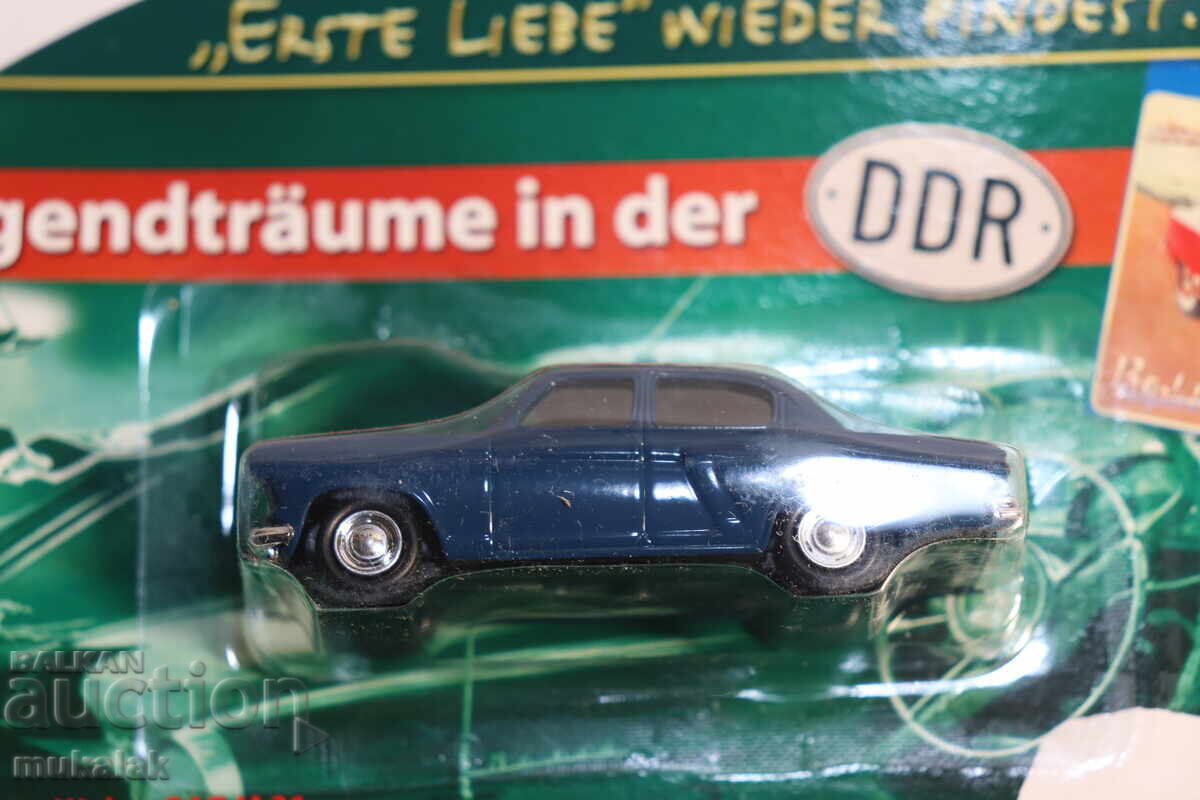 „ERSTE LIEBE" WIEDER FINDEST.
gendträume in der
DDR
BALKAN
auction
mukalak